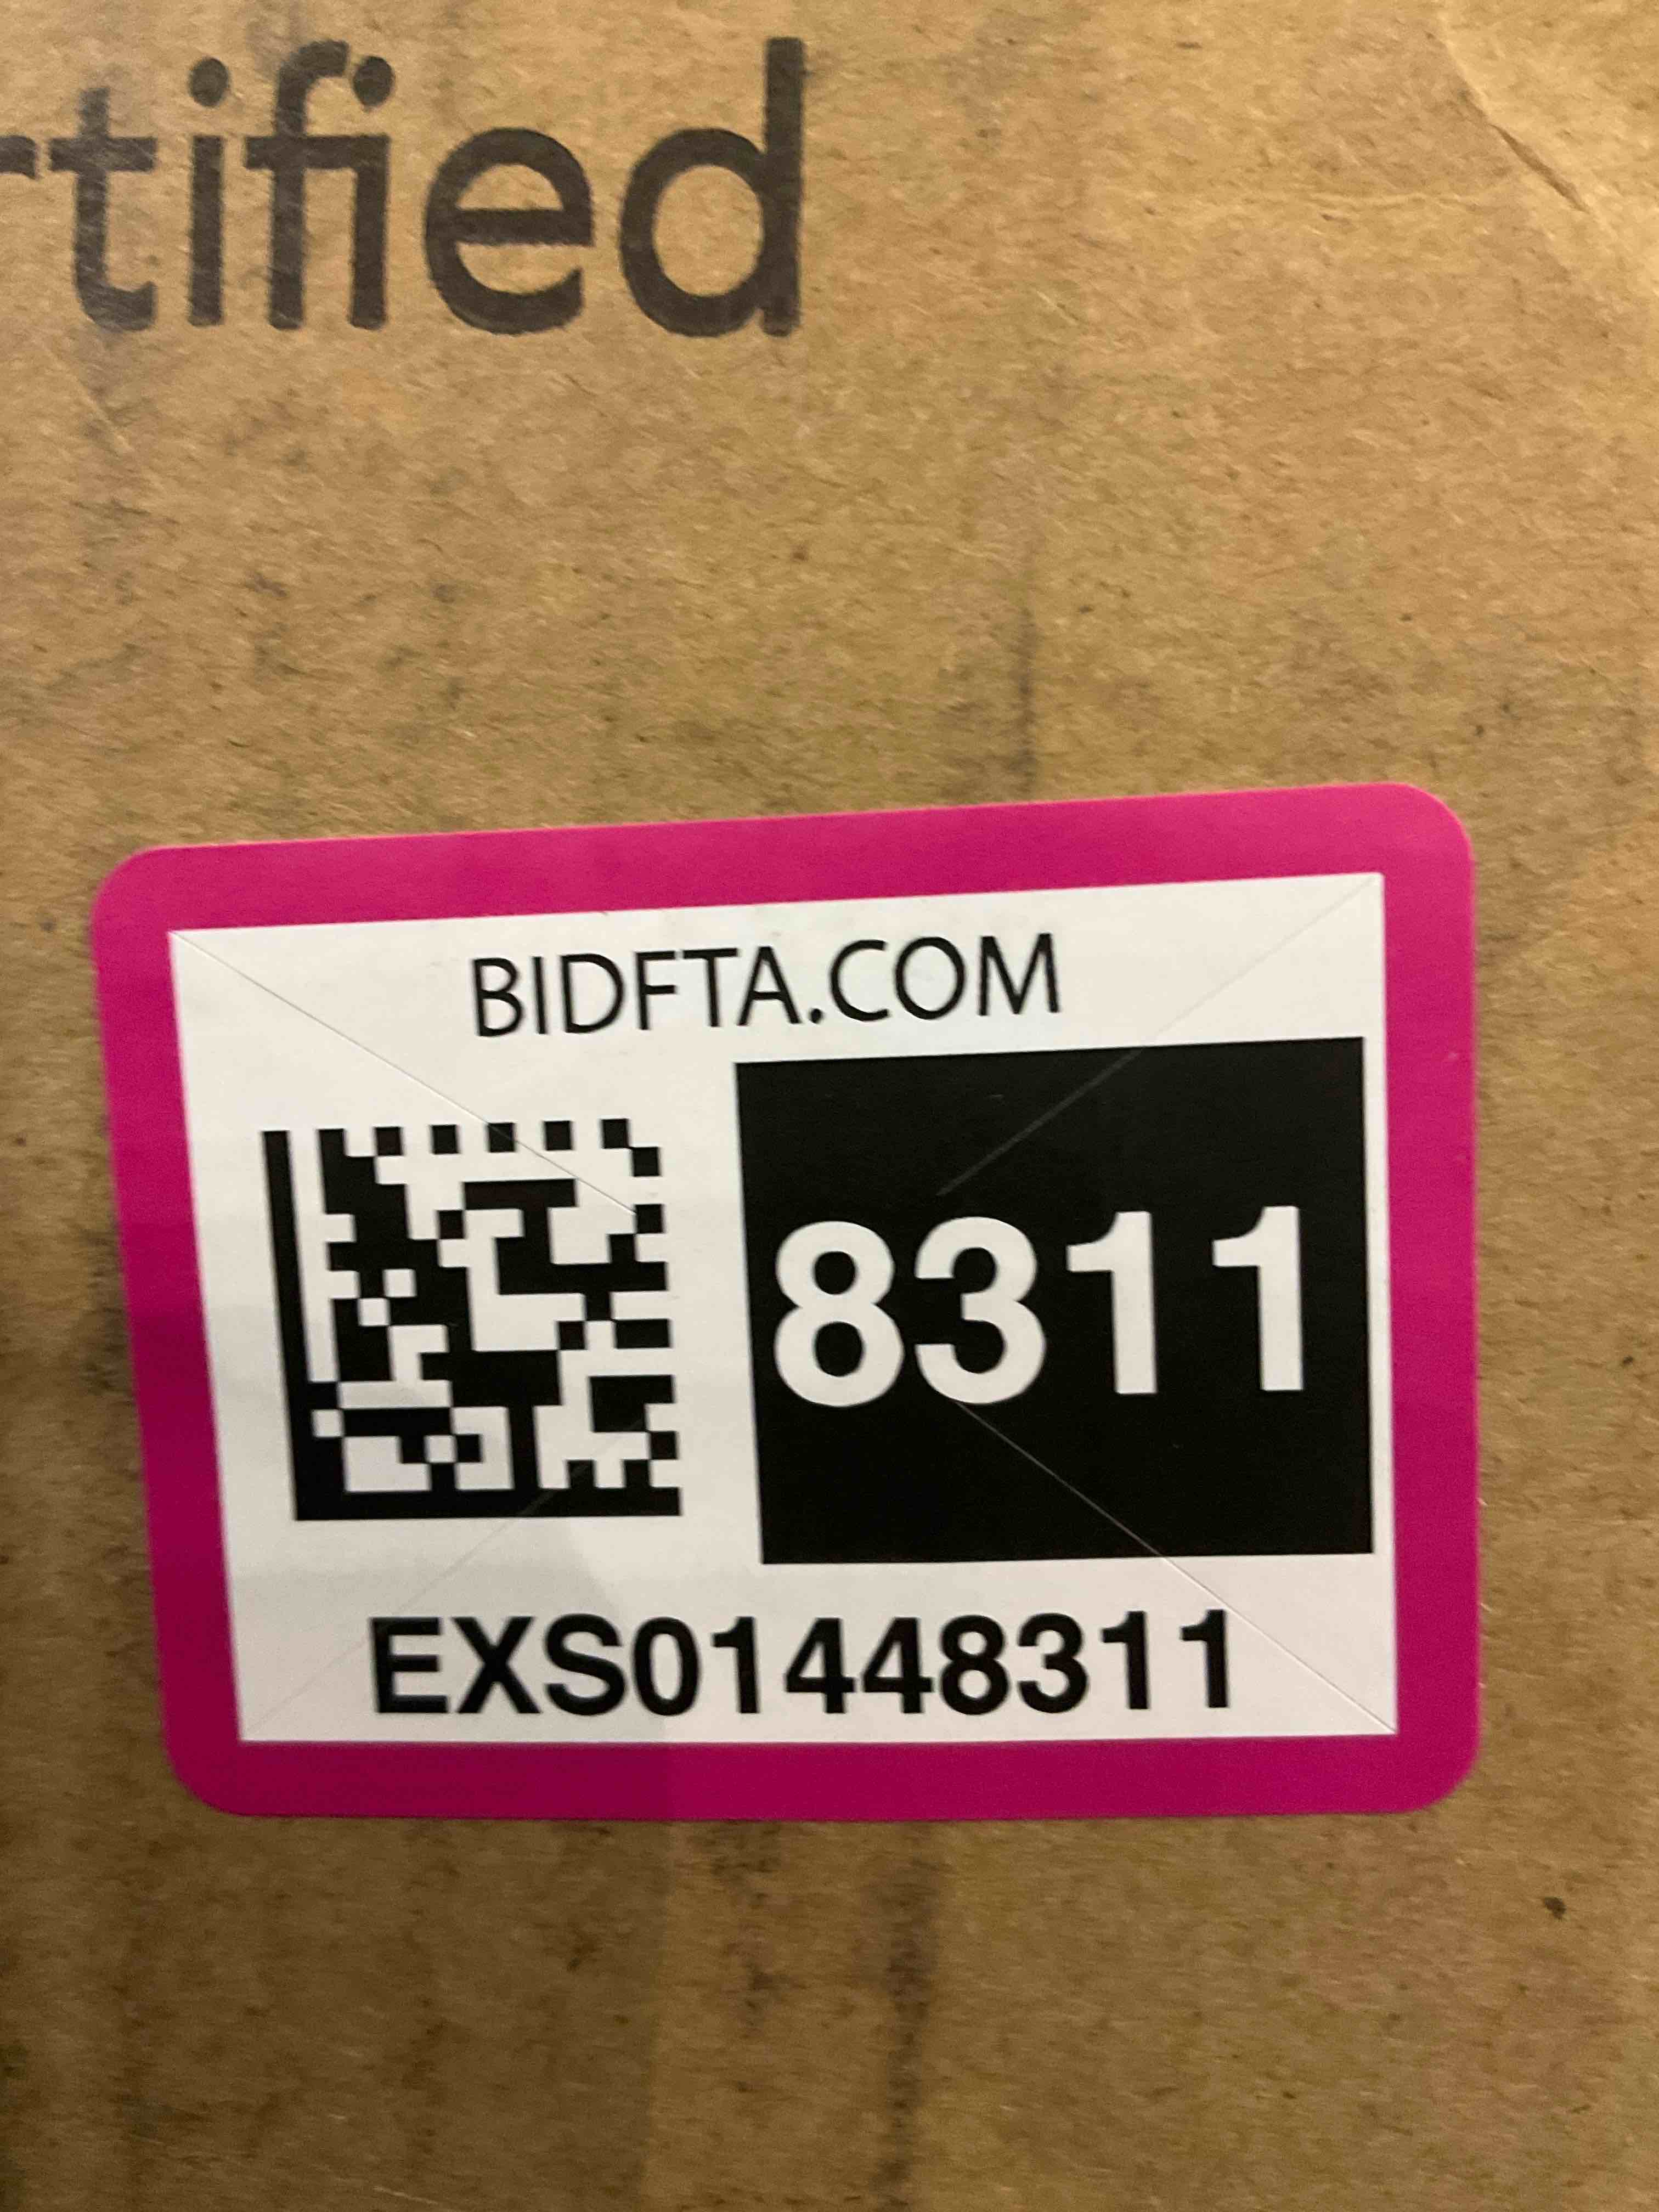 rtified
BIDFTA.COM
8311
EXS01448311